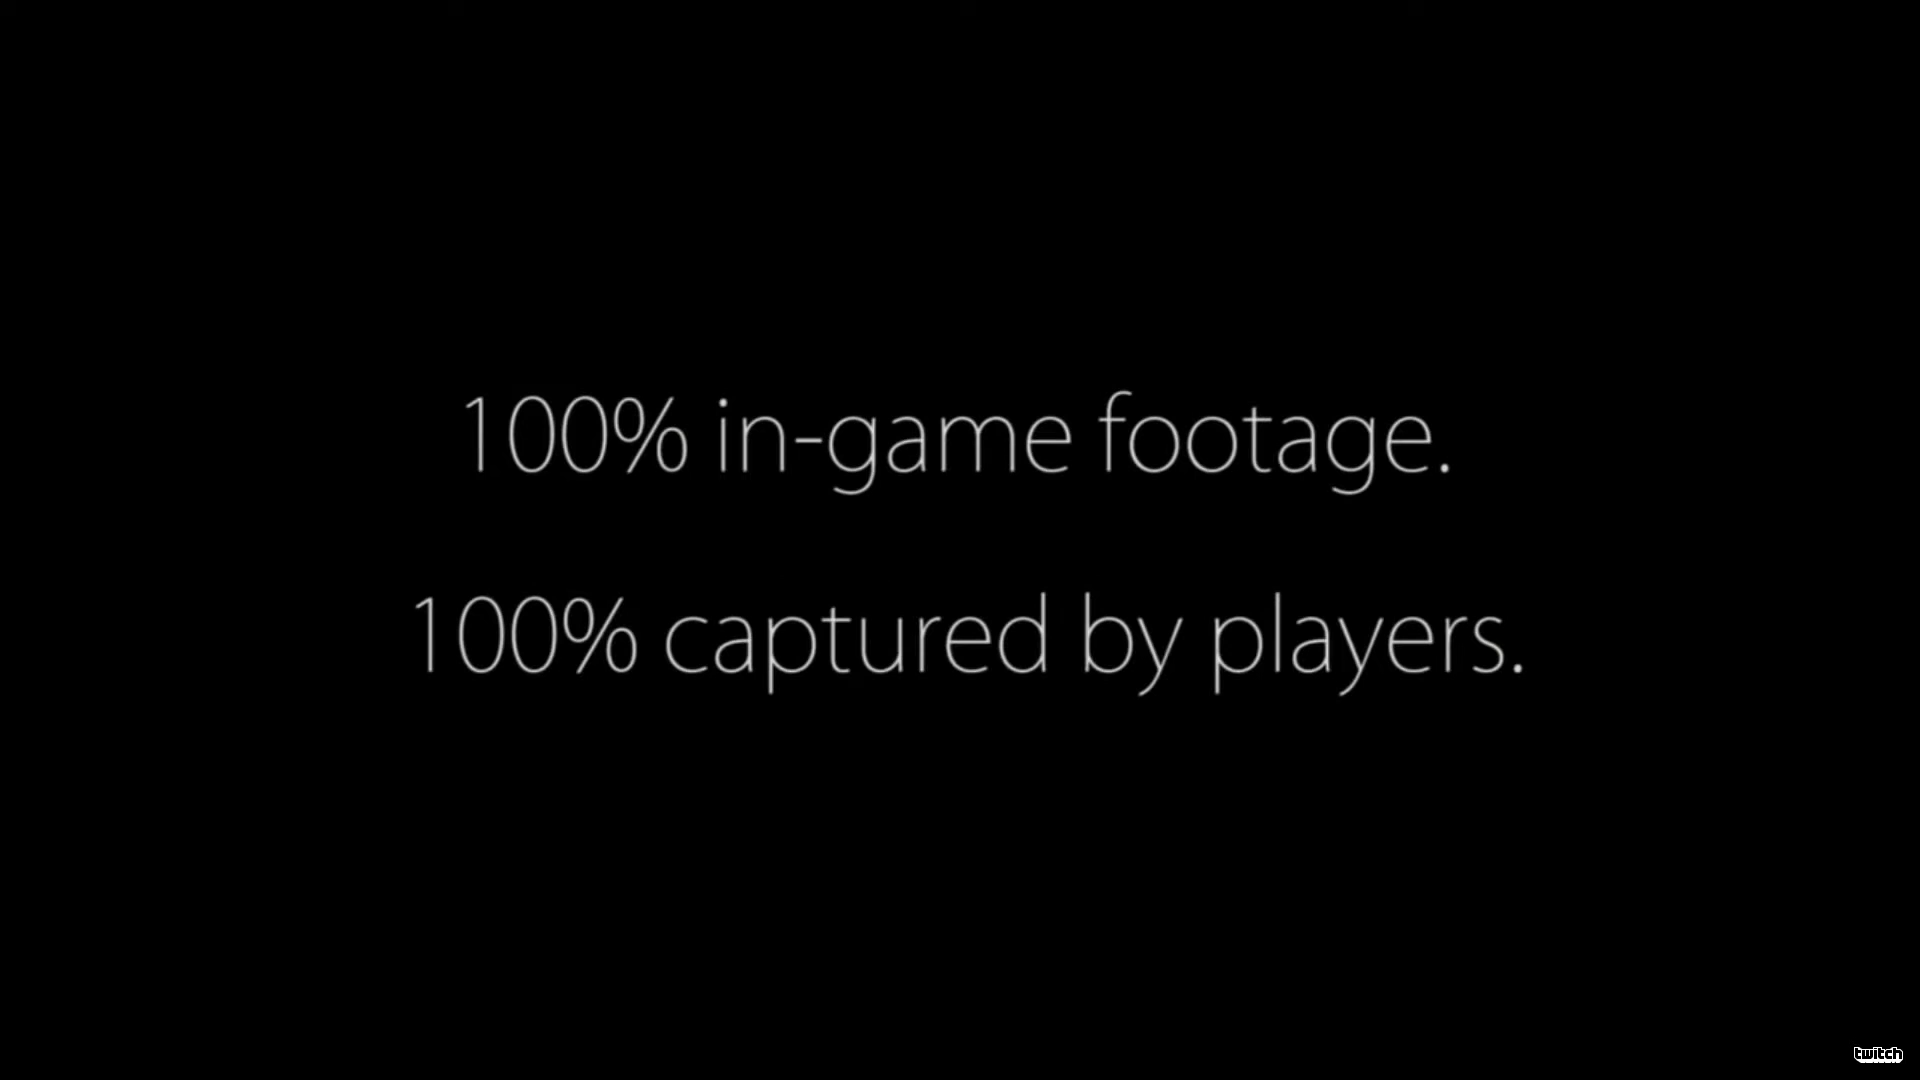 100% in-game footage.
100% captured by players.
twitch